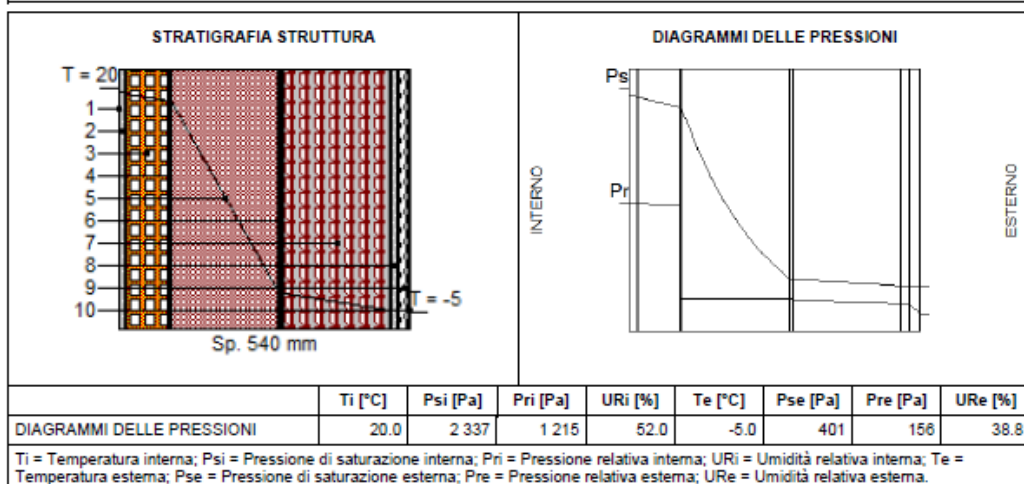 STRATIGRAFIA STRUTTURA
DIAGRAMMI DELLE PRESSIONI
T = 20
1
2
3
4
5
6
7
8
9
10
T = -5
Sp. 540 mm
Ps
Pr
INTERNO
ESTERNO
Ti [°C] Psi [Pa] Pri [Pa] URi [%] Te [°C] Pse [Pa] Pre [Pa] URe [%]
DIAGRAMMI DELLE PRESSIONI 20.0 2 337 1 215 52.0 -5.0 401 156 38.8
Ti = Temperatura interna; Psi = Pressione di saturazione interna; Pri = Pressione relativa interna; URi = Umidità relativa interna; Te =
Temperatura esterna; Pse = Pressione di saturazione esterna; Pre = Pressione relativa esterna; URe = Umidità relativa esterna.